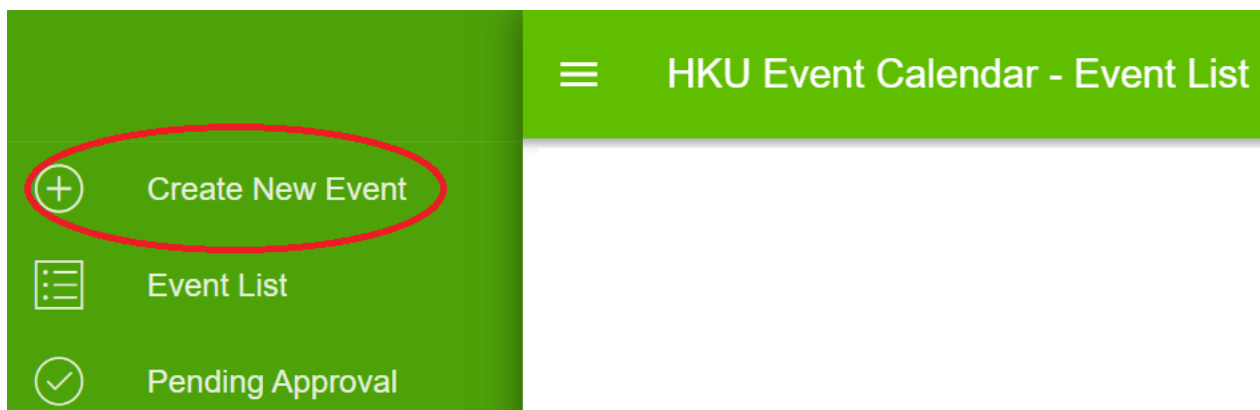 HKU Event Calendar - Event List
Create New Event
Event List
Pending Approval